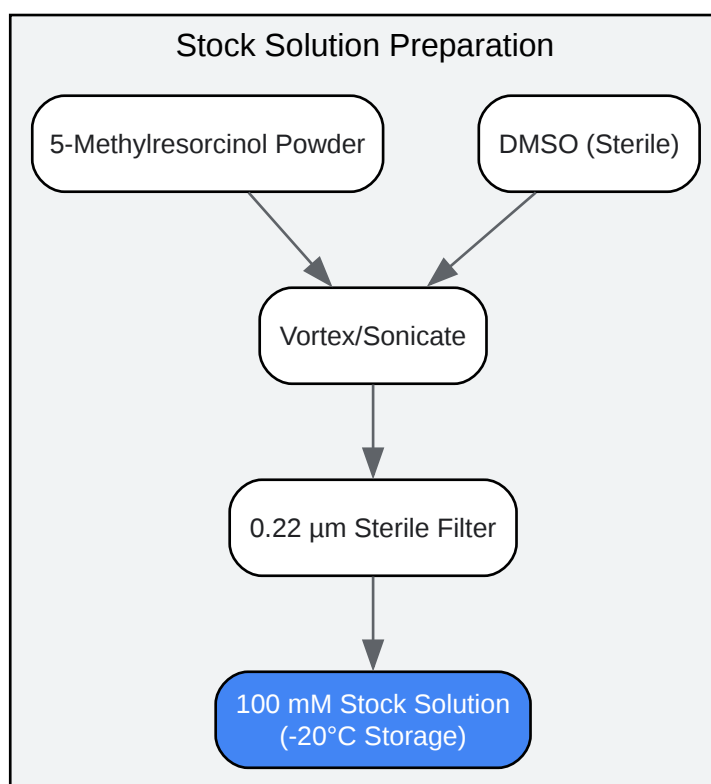 Stock Solution Preparation
5-Methylresorcinol Powder
DMSO (Sterile)
Vortex/Sonicate
0.22 µm Sterile Filter
100 mM Stock Solution
(-20°C Storage)